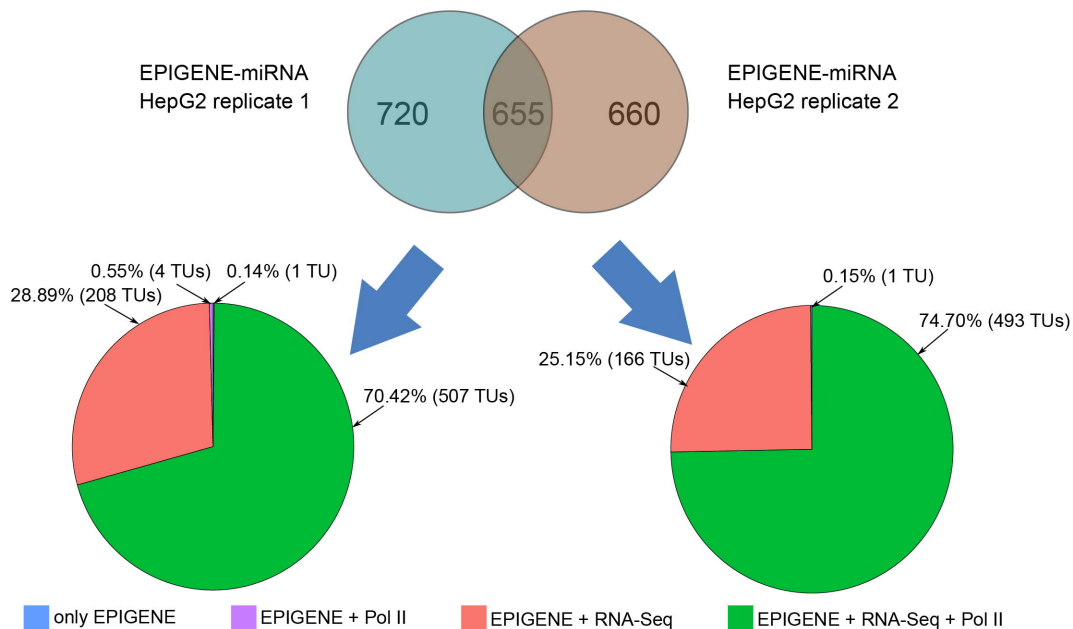 EPIGENE-miRNA
HepG2 replicate 1
720
655
660
EPIGENE-miRNA
HepG2 replicate 2
0.55% (4 TUs)
0.14% (1 TU)
28.89% (208 TUs)
70.42% (507 TUs)
0.15% (1 TU)
74.70% (493 TUs)
25.15% (166 TUs)
only EPIGENE
EPIGENE + Pol II
EPIGENE + RNA-Seq
EPIGENE + RNA-Seq + Pol II